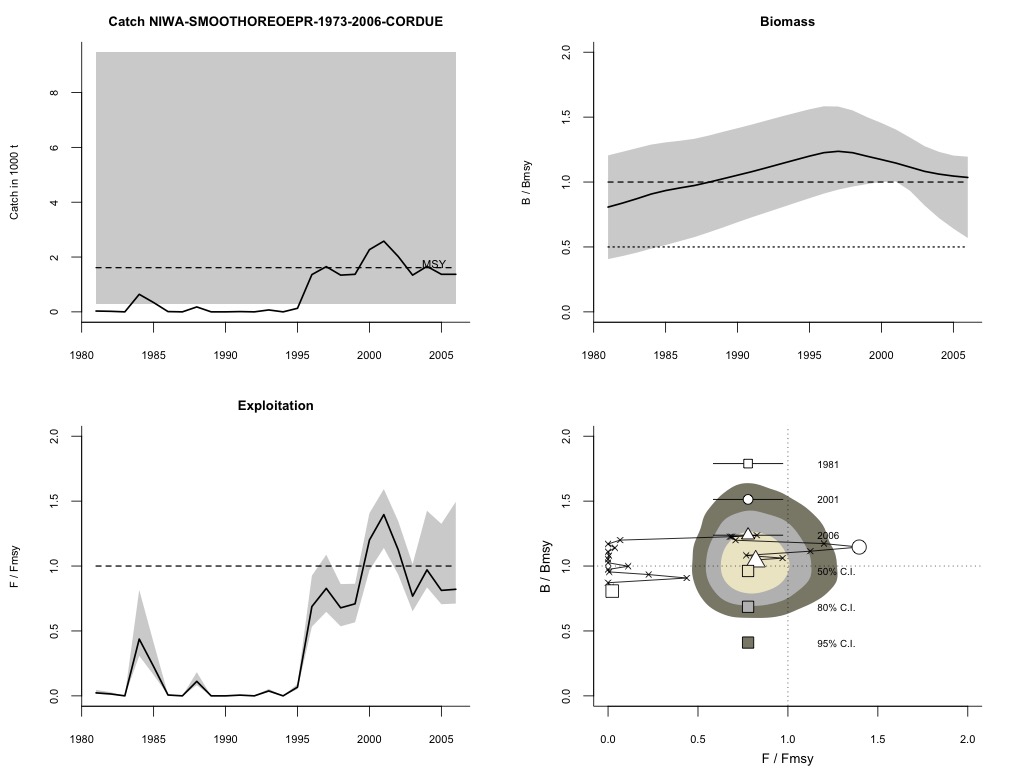 Catch NIWA-SMOOTHOREOEPR-1973-2006-CORDUE
Catch in 1000 t
8
6
4
2
0
MSY
1980 1985 1990 1995 2000 2005
Biomass
B / Bmsy
2.0
1.5
1.0
0.5
0.0
1980 1985 1990 1995 2000 2005
Exploitation
F / Fmsy
2.0
1.5
1.0
0.5
0.0
1980 1985 1990 1995 2000 2005
B / Bmsy
2.0
1.5
1.0
0.5
0.0
1981
2001
2006
50% C.I.
80% C.I.
95% C.I.
0.0 0.5 1.0 1.5 2.0
F / Fmsy